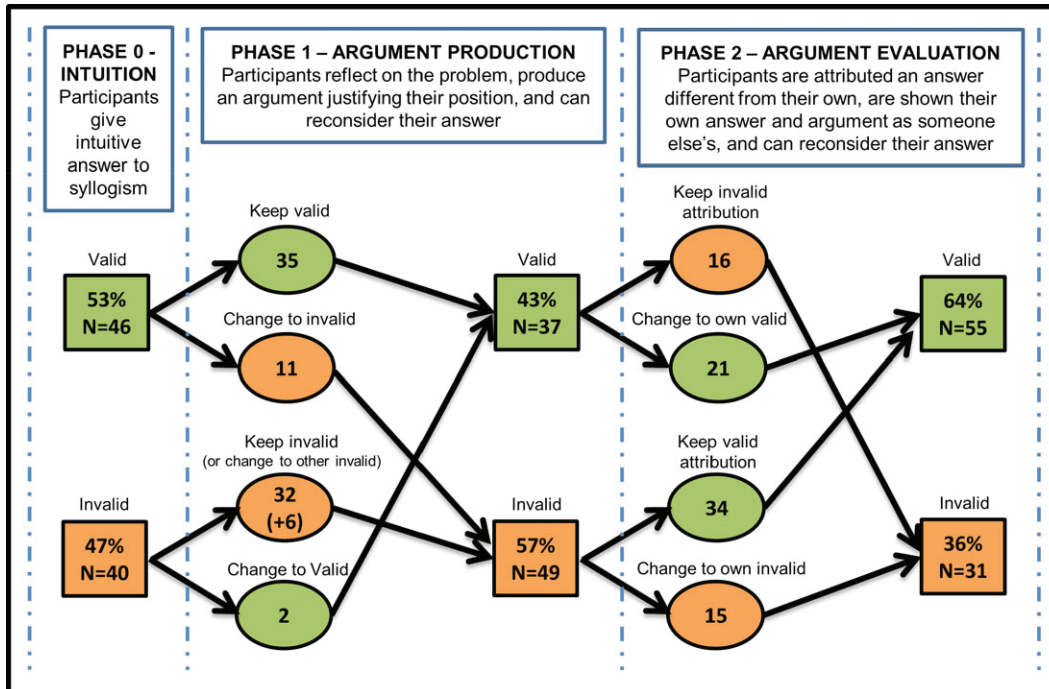 PHASE 0 -
INTUITION
Participants
give
intuitive
answer to
syllogism
PHASE 1 – ARGUMENT PRODUCTION
Participants reflect on the problem, produce
an argument justifying their position, and can
reconsider their answer
PHASE 2 – ARGUMENT EVALUATION
Participants are attributed an answer
different from their own, are shown their
own answer and argument as someone
else's, and can reconsider their answer
Valid
53%
N=46
Invalid
47%
N=40
Keep valid
35
Change to invalid
11
Keep invalid
(or change to other invalid)
32
(+6)
Change to Valid
2
Valid
43%
N=37
Invalid
57%
N=49
Keep invalid
attribution
16
Change to own valid
21
Keep valid
attribution
34
Change to own invalid
15
Valid
64%
N=55
Invalid
36%
N=31